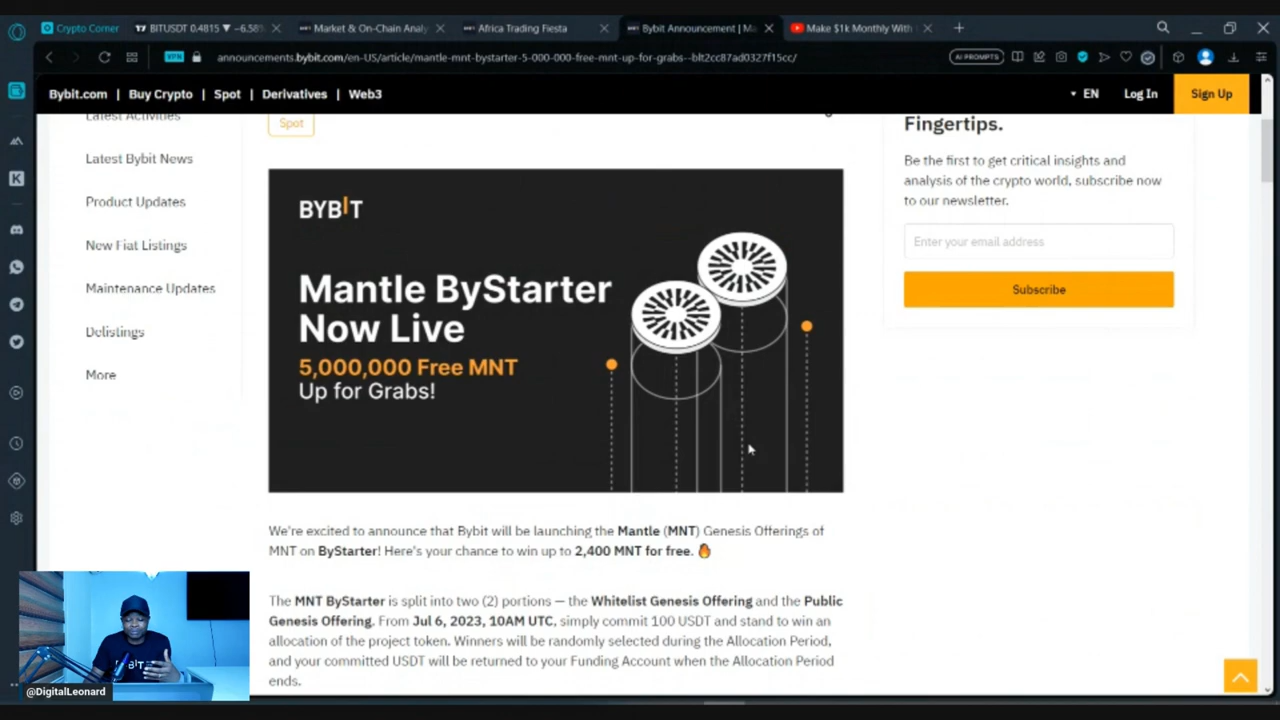 Crypto Corner
BITUSDT 0.4815 ▼ −6.58%
Market & On-Chain Analy
Africa Trading Fiesta
Bybit Announcement | Ma
Make $1k Monthly With
VPN
announcements.bybit.com/en-US/article/mantle-mnt-bystarter-5-000-000-free-mnt-up-for-grabs--blt2cc87ad0327f15cc/
AI PROMPTS
Bybit.com | Buy Crypto | Spot | Derivatives | Web3
EN
Log In
Sign Up
Latest Activities
Latest Bybit News
Product Updates
New Fiat Listings
Maintenance Updates
Delistings
More
Spot
BYBIT
Mantle ByStarter
Now Live
5,000,000 Free MNT
Up for Grabs!
We're excited to announce that Bybit will be launching the Mantle (MNT) Genesis Offerings of
MNT on ByStarter! Here's your chance to win up to 2,400 MNT for free. 🔥
The MNT ByStarter is split into two (2) portions — the Whitelist Genesis Offering and the Public
Genesis Offering. From Jul 6, 2023, 10AM UTC, simply commit 100 USDT and stand to win an
allocation of the project token. Winners will be randomly selected during the Allocation Period,
and your committed USDT will be returned to your Funding Account when the Allocation Period
ends.
Fingertips.
Be the first to get critical insights and
analysis of the crypto world, subscribe now
to our newsletter.
Enter your email address
Subscribe
@DigitalLeonard